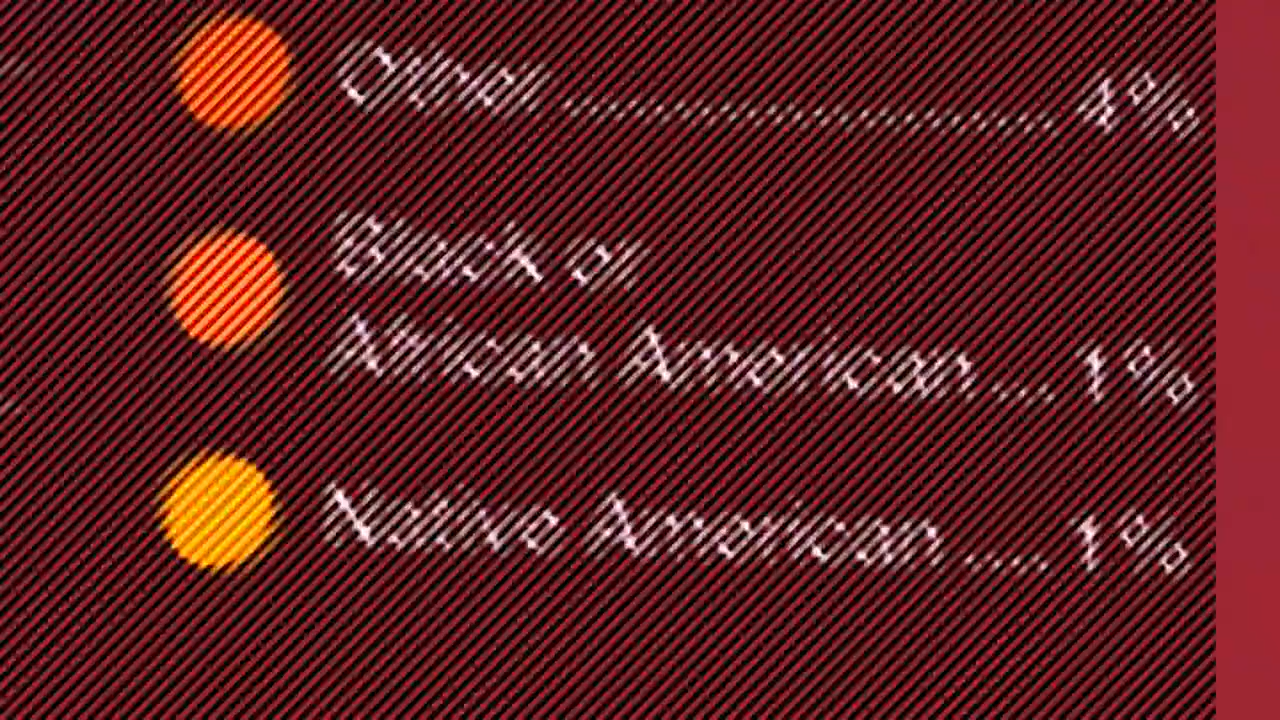 Other ........................... 4%
Black or
African American ... 1%
Native American ..... 1%